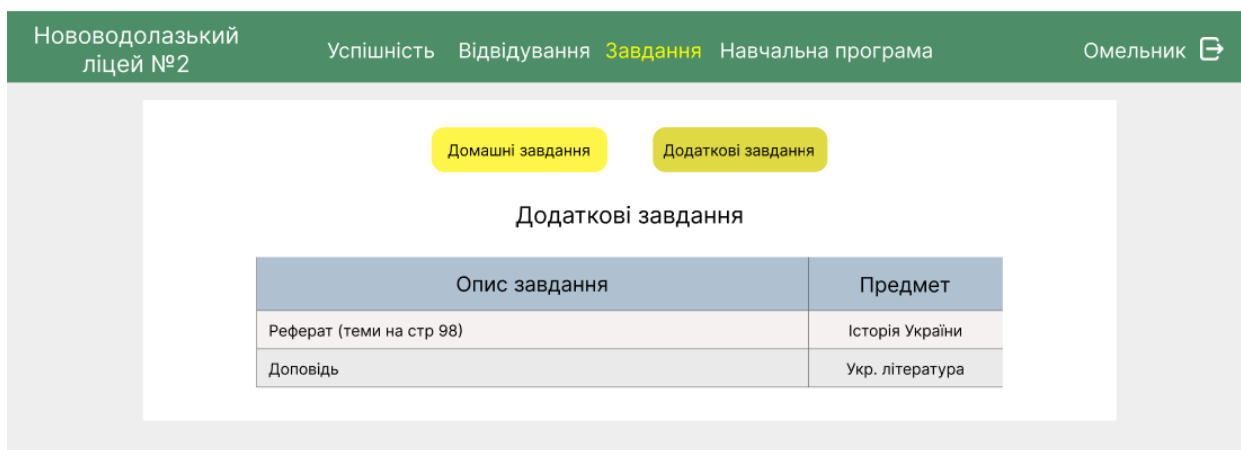 Нововодолазький
ліцей №2
Успішність Відвідування Завдання Навчальна програма
Омельник
Домашні завдання Додаткові завдання
Додаткові завдання
Опис завдання Предмет
Реферат (теми на стр 98) Історія України
Доповідь Укр. література